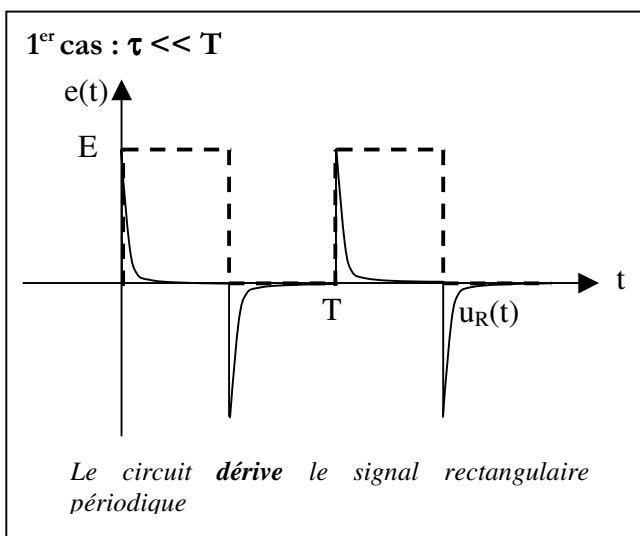 1er cas : τ << T
e(t)
E
t
T
uR(t)
Le circuit dérive le signal rectangulaire
périodique